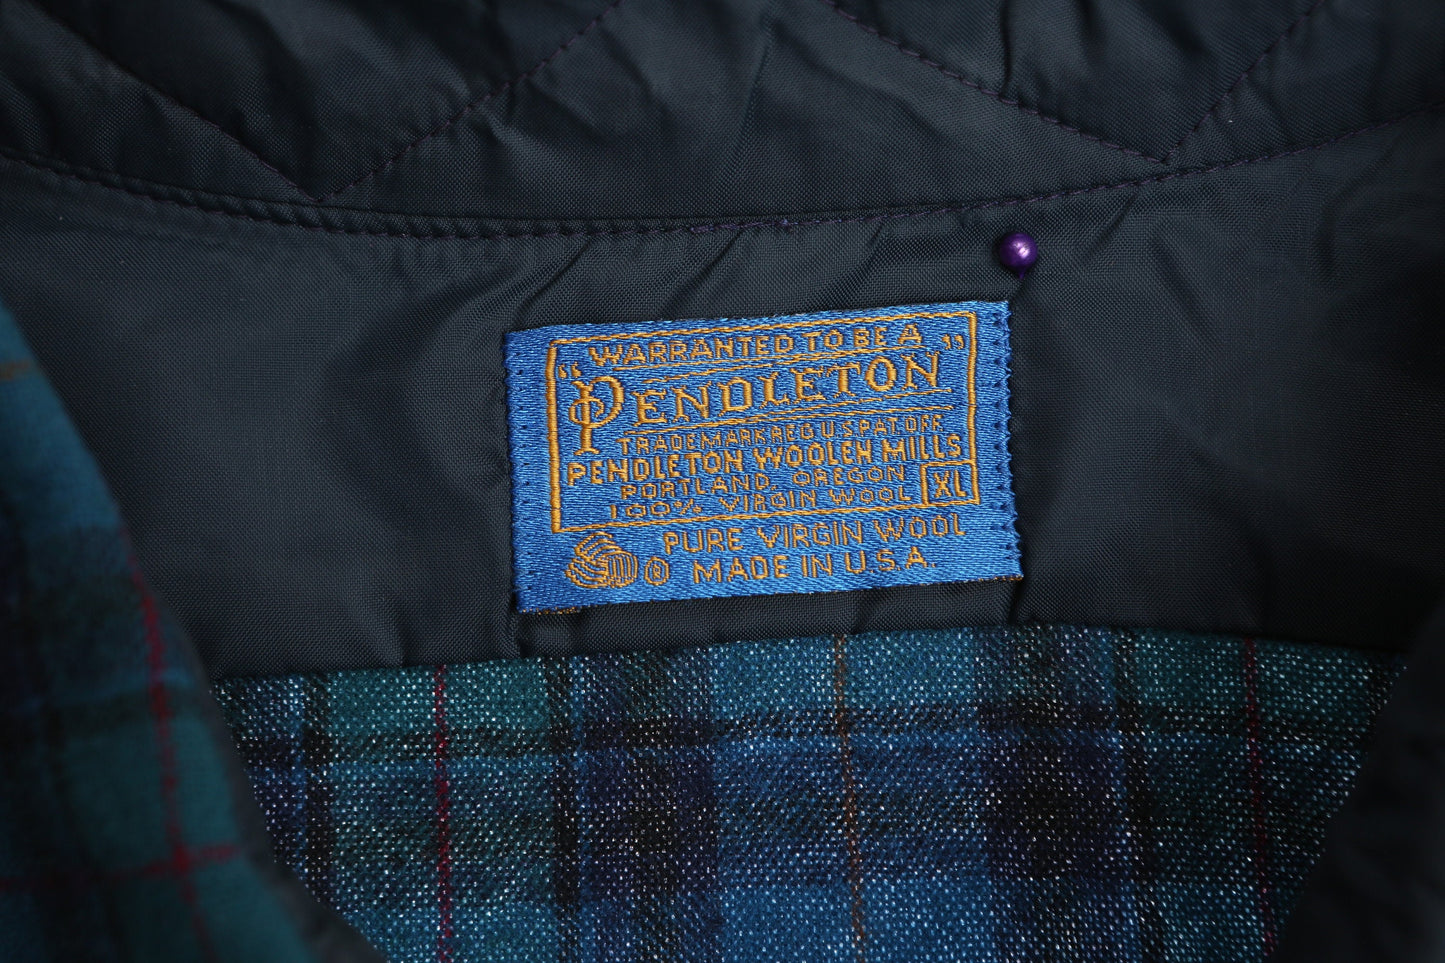 WARRANTED TO BE A
"PENDLETON"
TRADEMARK REG U.S. PAT. OFF.
PENDLETON WOOLEN MILLS
PORTLAND, OREGON
100% VIRGIN WOOL XL
PURE VIRGIN WOOL
® MADE IN U.S.A.